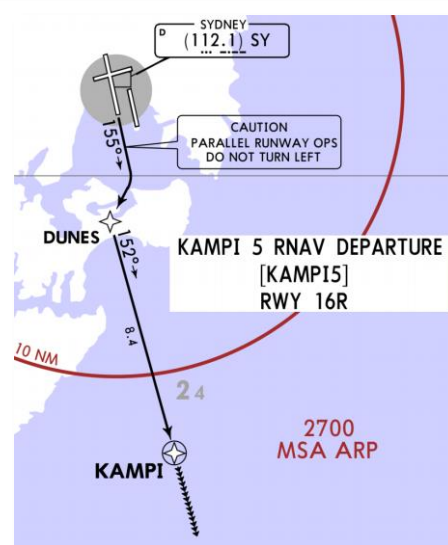 SYDNEY
D (112.1) SY
155°
CAUTION
PARALLEL RUNWAY OPS
DO NOT TURN LEFT
DUNES
152°
KAMPI 5 RNAV DEPARTURE
[KAMPI5]
RWY 16R
8.4
10 NM
24
2700
MSA ARP
KAMPI